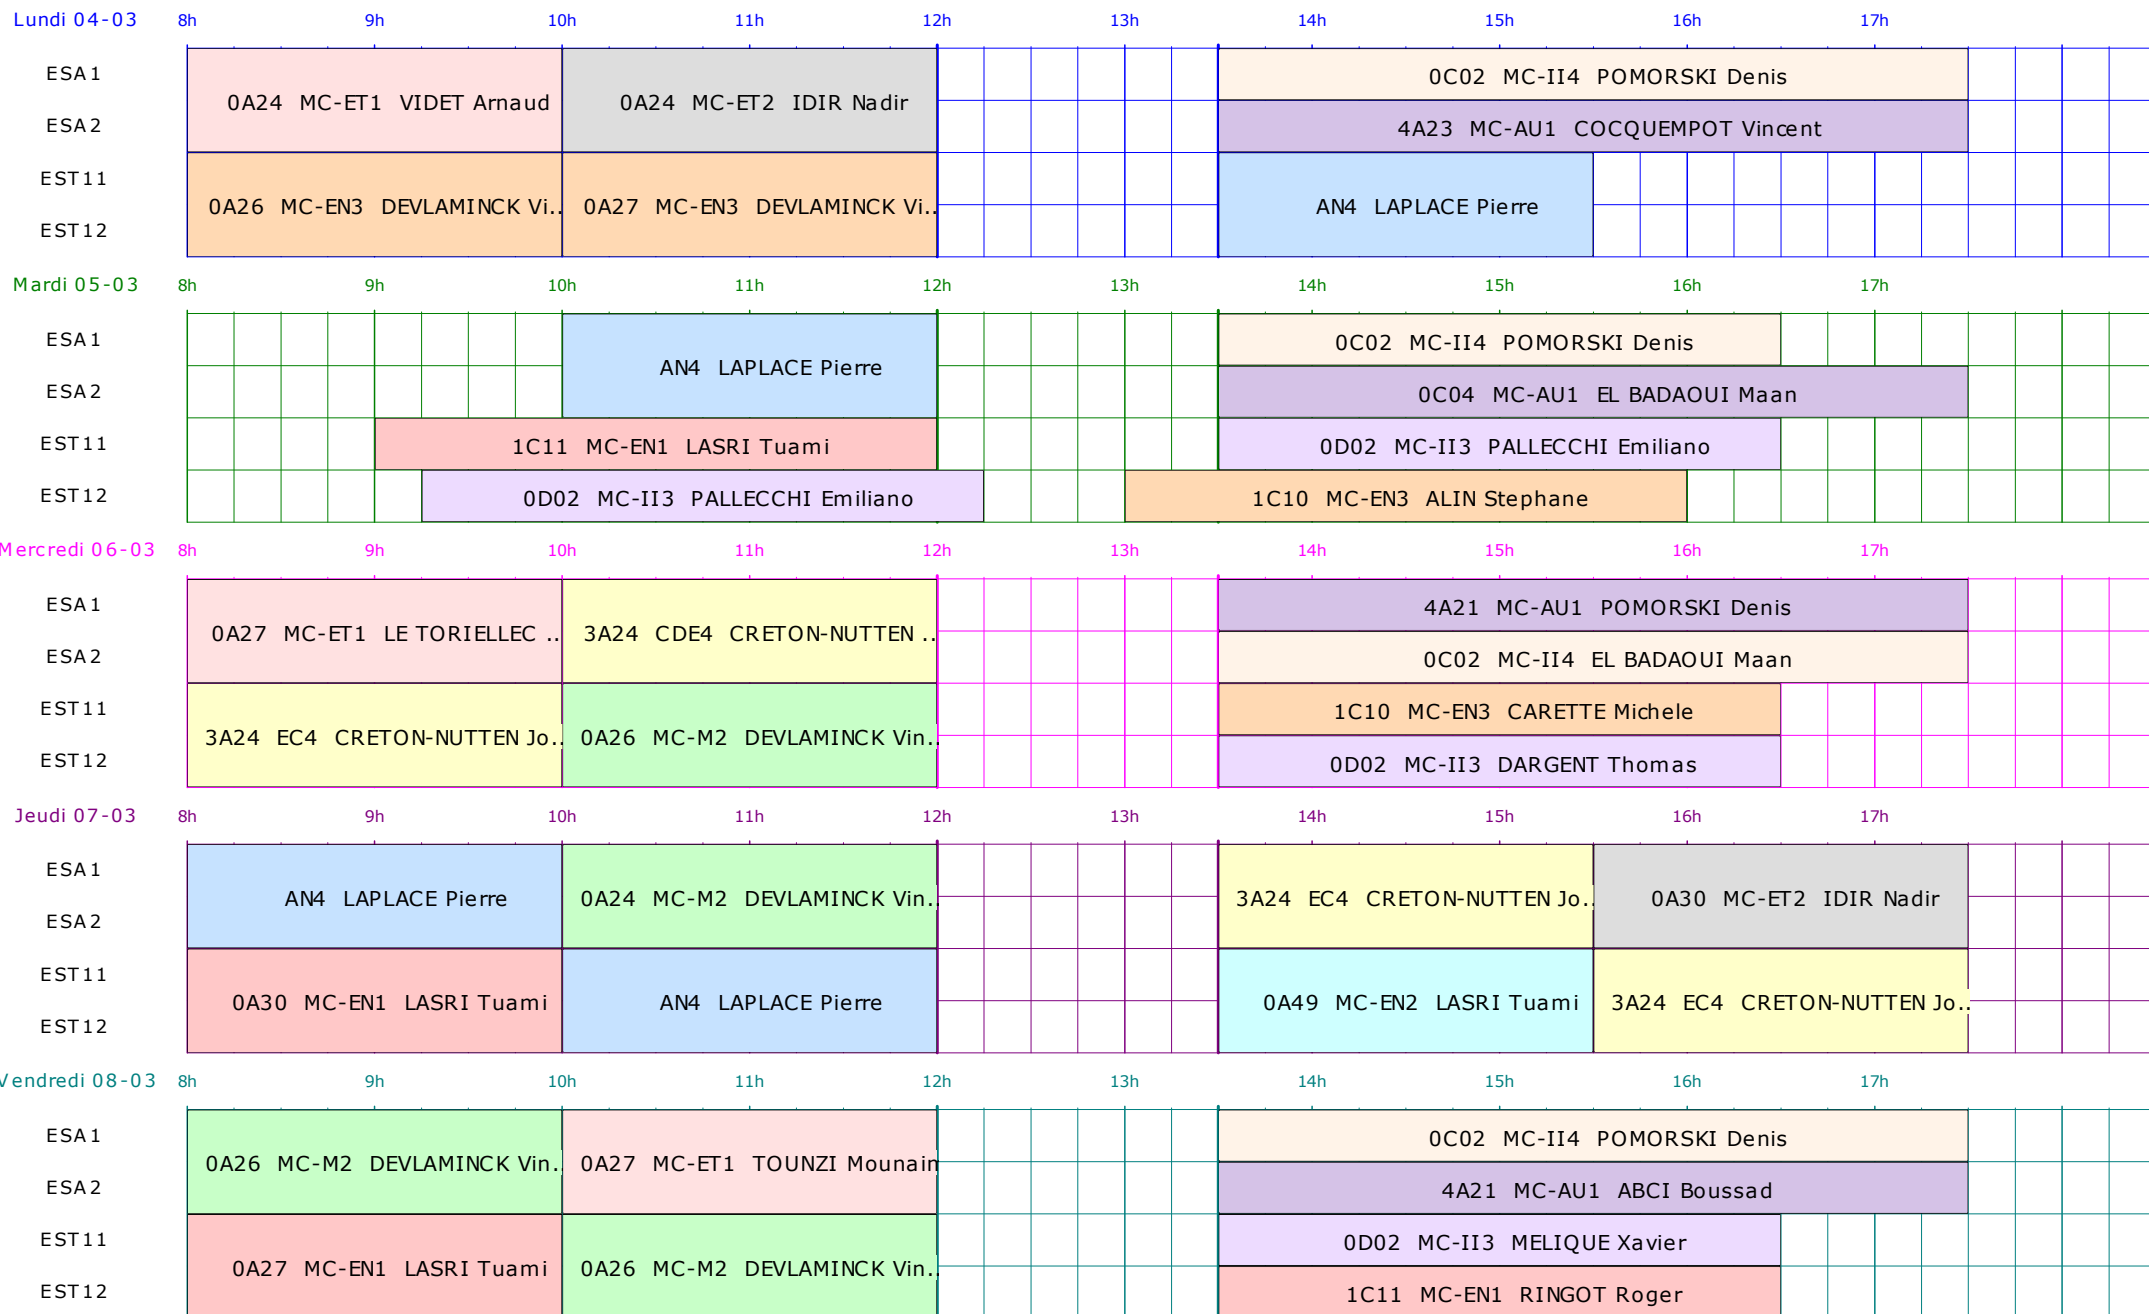 Lundi 04-03 8h 9h 10h 11h 12h 13h 14h 15h 16h 17h
ESA1 0C02 MC-II4 POMORSKI Denis
0A24 MC-ET1 VIDET Arnaud 0A24 MC-ET2 IDIR Nadir
ESA2 4A23 MC-AU1 COCQUEMPOT Vincent
EST11
0A26 MC-EN3 DEVLAMINCK Vi.. 0A27 MC-EN3 DEVLAMINCK Vi.. AN4 LAPLACE Pierre
EST12
Mardi 05-03 8h 9h 10h 11h 12h 13h 14h 15h 16h 17h
ESA1 0C02 MC-II4 POMORSKI Denis
AN4 LAPLACE Pierre
ESA2 0C04 MC-AU1 EL BADAOUI Maan
EST11 1C11 MC-EN1 LASRI Tuami 0D02 MC-II3 PALLECCHI Emiliano
EST12 0D02 MC-II3 PALLECCHI Emiliano 1C10 MC-EN3 ALIN Stephane
Mercredi 06-03 8h 9h 10h 11h 12h 13h 14h 15h 16h 17h
ESA1 4A21 MC-AU1 POMORSKI Denis
0A27 MC-ET1 LE TORIELLEC .. 3A24 CDE4 CRETON-NUTTEN ..
ESA2 0C02 MC-II4 EL BADAOUI Maan
EST11 1C10 MC-EN3 CARETTE Michele
3A24 EC4 CRETON-NUTTEN Jo.. 0A26 MC-M2 DEVLAMINCK Vin..
EST12 0D02 MC-II3 DARGENT Thomas
Jeudi 07-03 8h 9h 10h 11h 12h 13h 14h 15h 16h 17h
ESA1
AN4 LAPLACE Pierre 0A24 MC-M2 DEVLAMINCK Vin.. 3A24 EC4 CRETON-NUTTEN Jo.. 0A30 MC-ET2 IDIR Nadir
ESA2
EST11
0A30 MC-EN1 LASRI Tuami AN4 LAPLACE Pierre 0A49 MC-EN2 LASRI Tuami 3A24 EC4 CRETON-NUTTEN Jo..
EST12
Vendredi 08-03 8h 9h 10h 11h 12h 13h 14h 15h 16h 17h
ESA1 0C02 MC-II4 POMORSKI Denis
0A26 MC-M2 DEVLAMINCK Vin.. 0A27 MC-ET1 TOUNZI Mounain
ESA2 4A21 MC-AU1 ABCI Boussad
EST11 0D02 MC-II3 MELIQUE Xavier
0A27 MC-EN1 LASRI Tuami 0A26 MC-M2 DEVLAMINCK Vin..
EST12 1C11 MC-EN1 RINGOT Roger